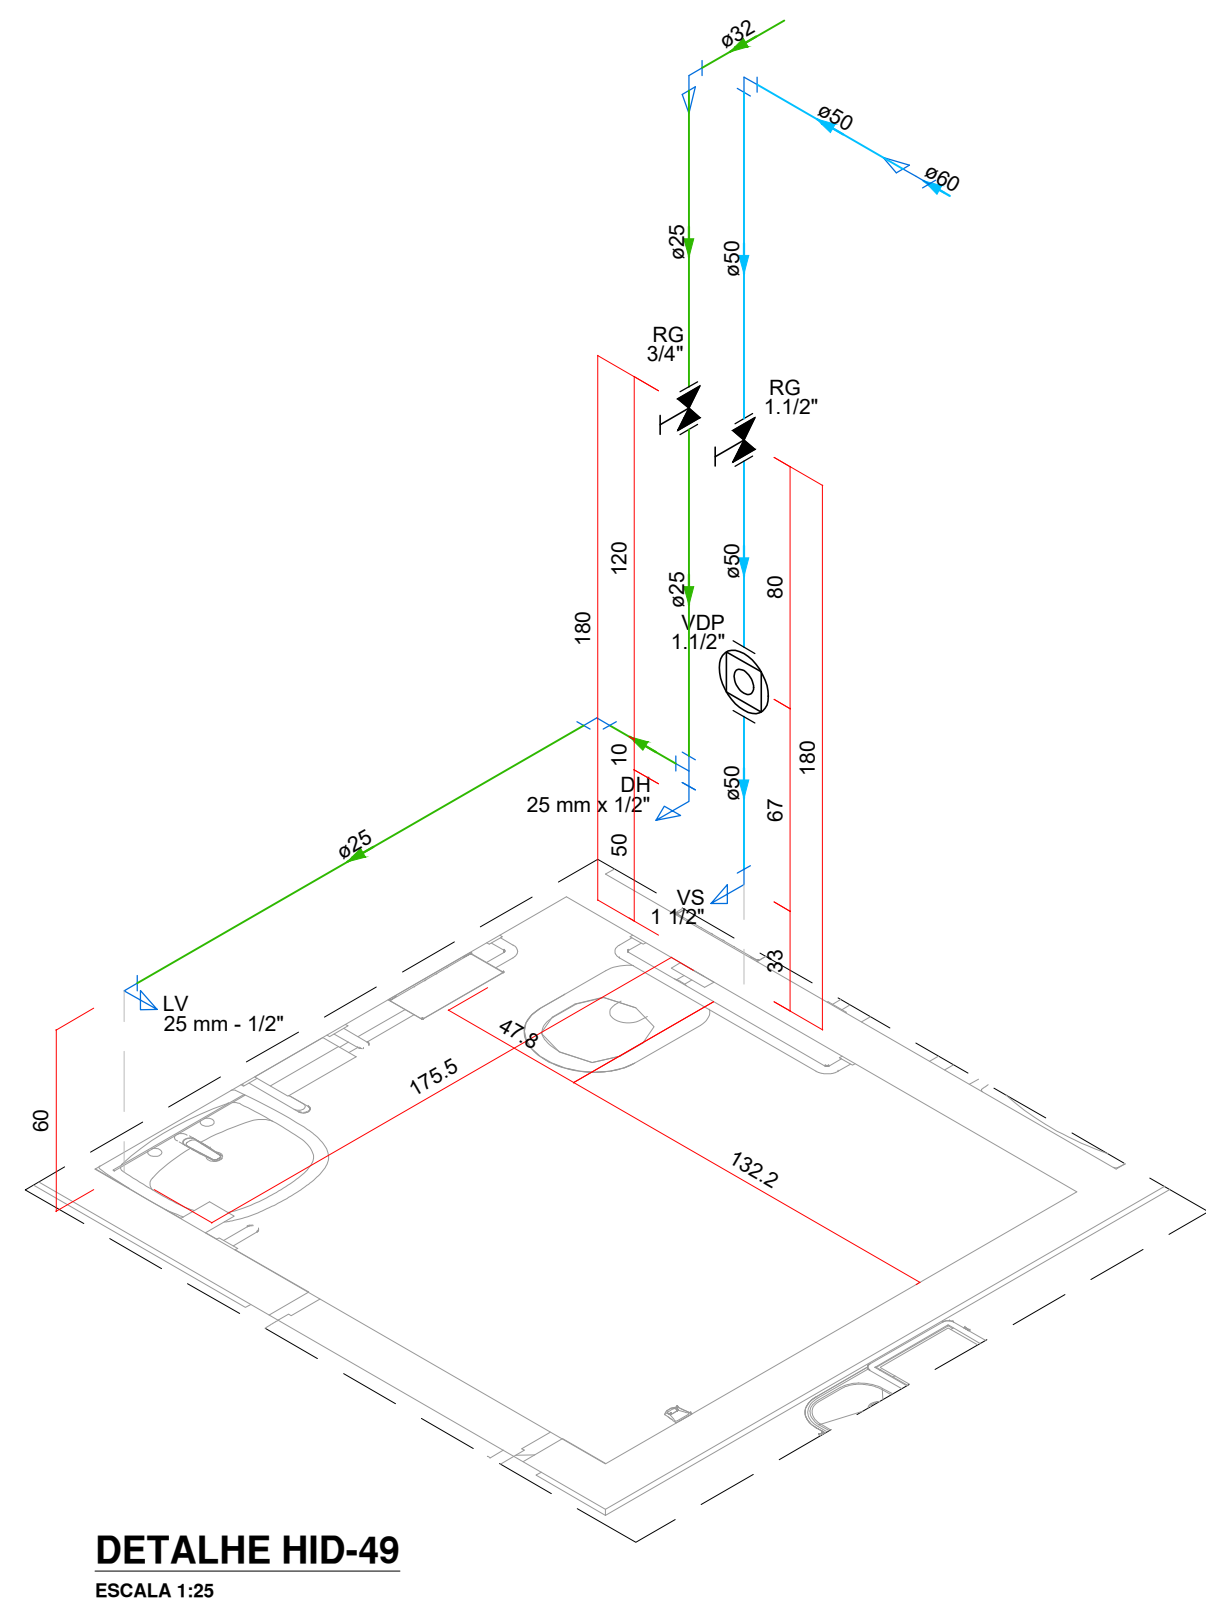 ø32
ø50
ø60
ø25
ø50
RG
3/4"
RG
1.1/2"
120
ø25
ø50
80
180
VDP
1.1/2"
10
DH
25 mm x 1/2"
ø50
180
67
ø25
50
VS
1 1/2"
33
LV
25 mm - 1/2"
47.8
175.5
60
132.2
DETALHE HID-49
ESCALA 1:25